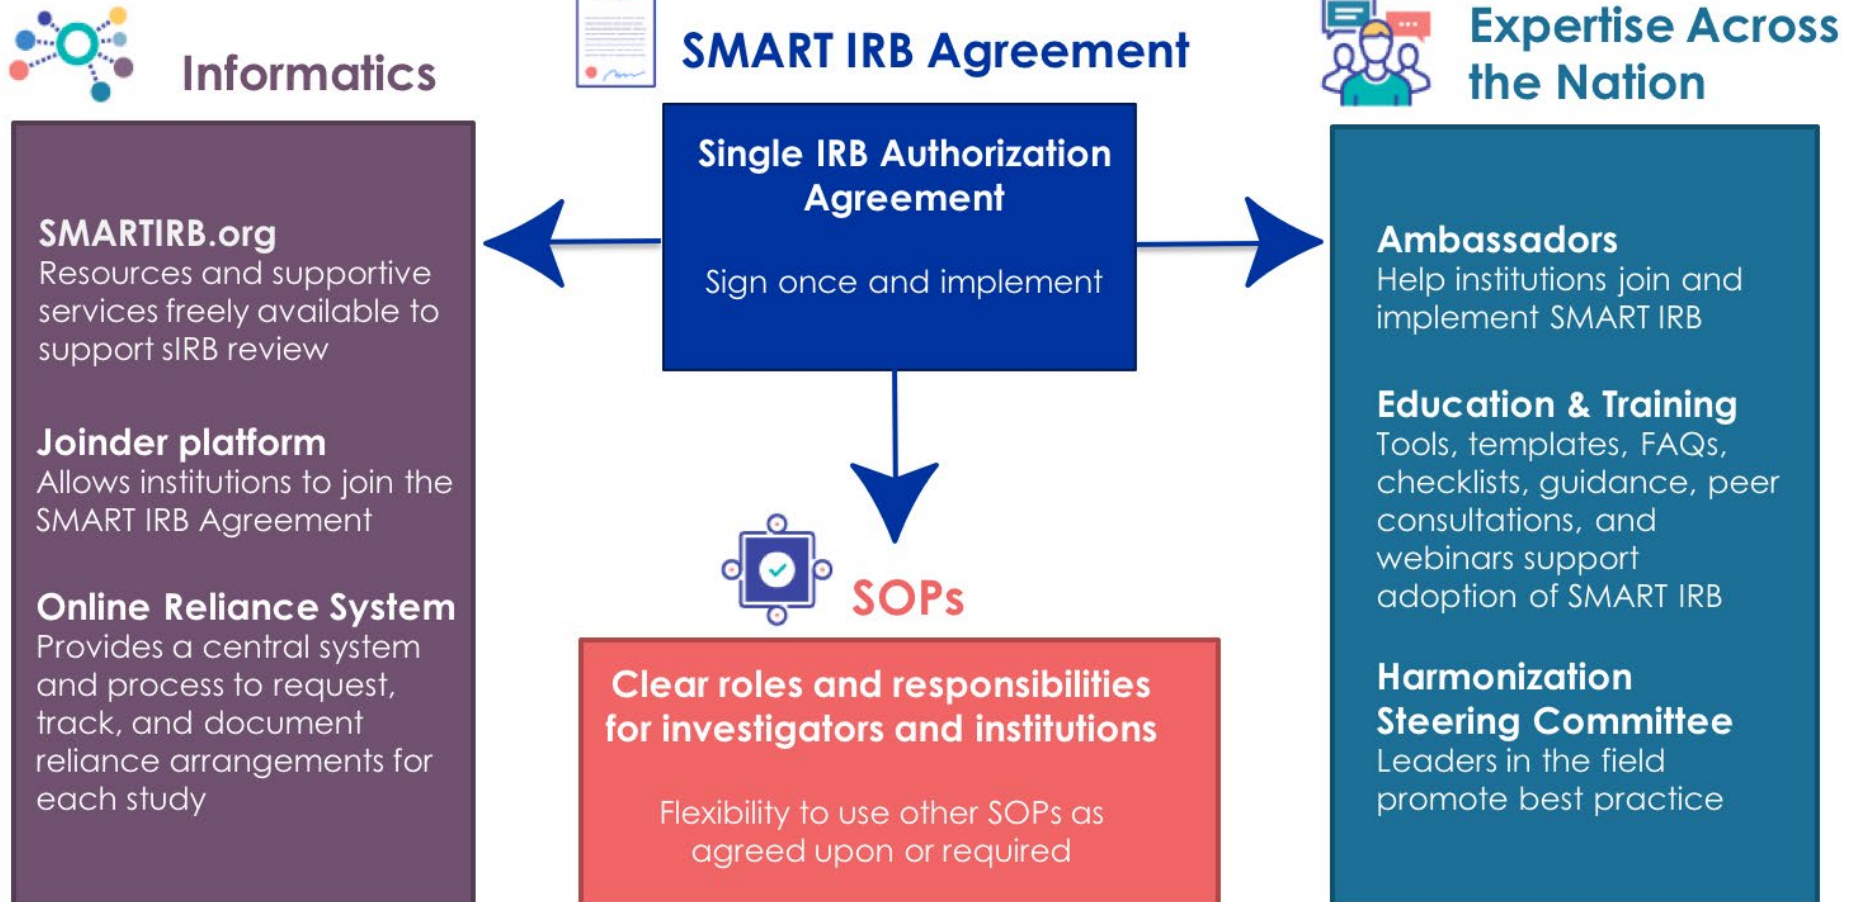 Informatics
SMARTIRB.org
Resources and supportive
services freely available to
support sIRB review
Joinder platform
Allows institutions to join the
SMART IRB Agreement
Online Reliance System
Provides a central system
and process to request,
track, and document
reliance arrangements for
each study
SMART IRB Agreement
Single IRB Authorization
Agreement
Sign once and implement
SOPs
Clear roles and responsibilities
for investigators and institutions
Flexibility to use other SOPs as
agreed upon or required
Expertise Across
the Nation
Ambassadors
Help institutions join and
implement SMART IRB
Education & Training
Tools, templates, FAQs,
checklists, guidance, peer
consultations, and
webinars support
adoption of SMART IRB
Harmonization
Steering Committee
Leaders in the field
promote best practice